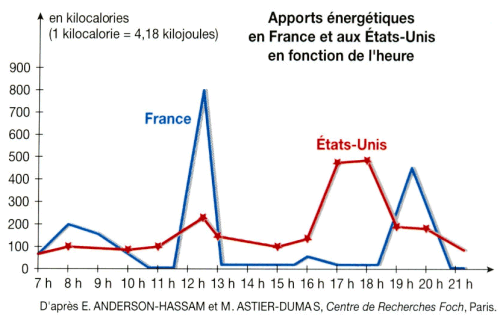 en kilocalories
(1 kilocalorie = 4,18 kilojoules)
Apports énergétiques
en France et aux États-Unis
en fonction de l'heure
900
800
700
600
500
400
300
200
100
0
France
États-Unis
7 h 8 h 9 h 10 h 11 h 12 h 13 h 14 h 15 h 16 h 17 h 18 h 19 h 20 h 21 h
D'après E. ANDERSON-HASSAM et M. ASTIER-DUMAS, Centre de Recherches Foch, Paris.